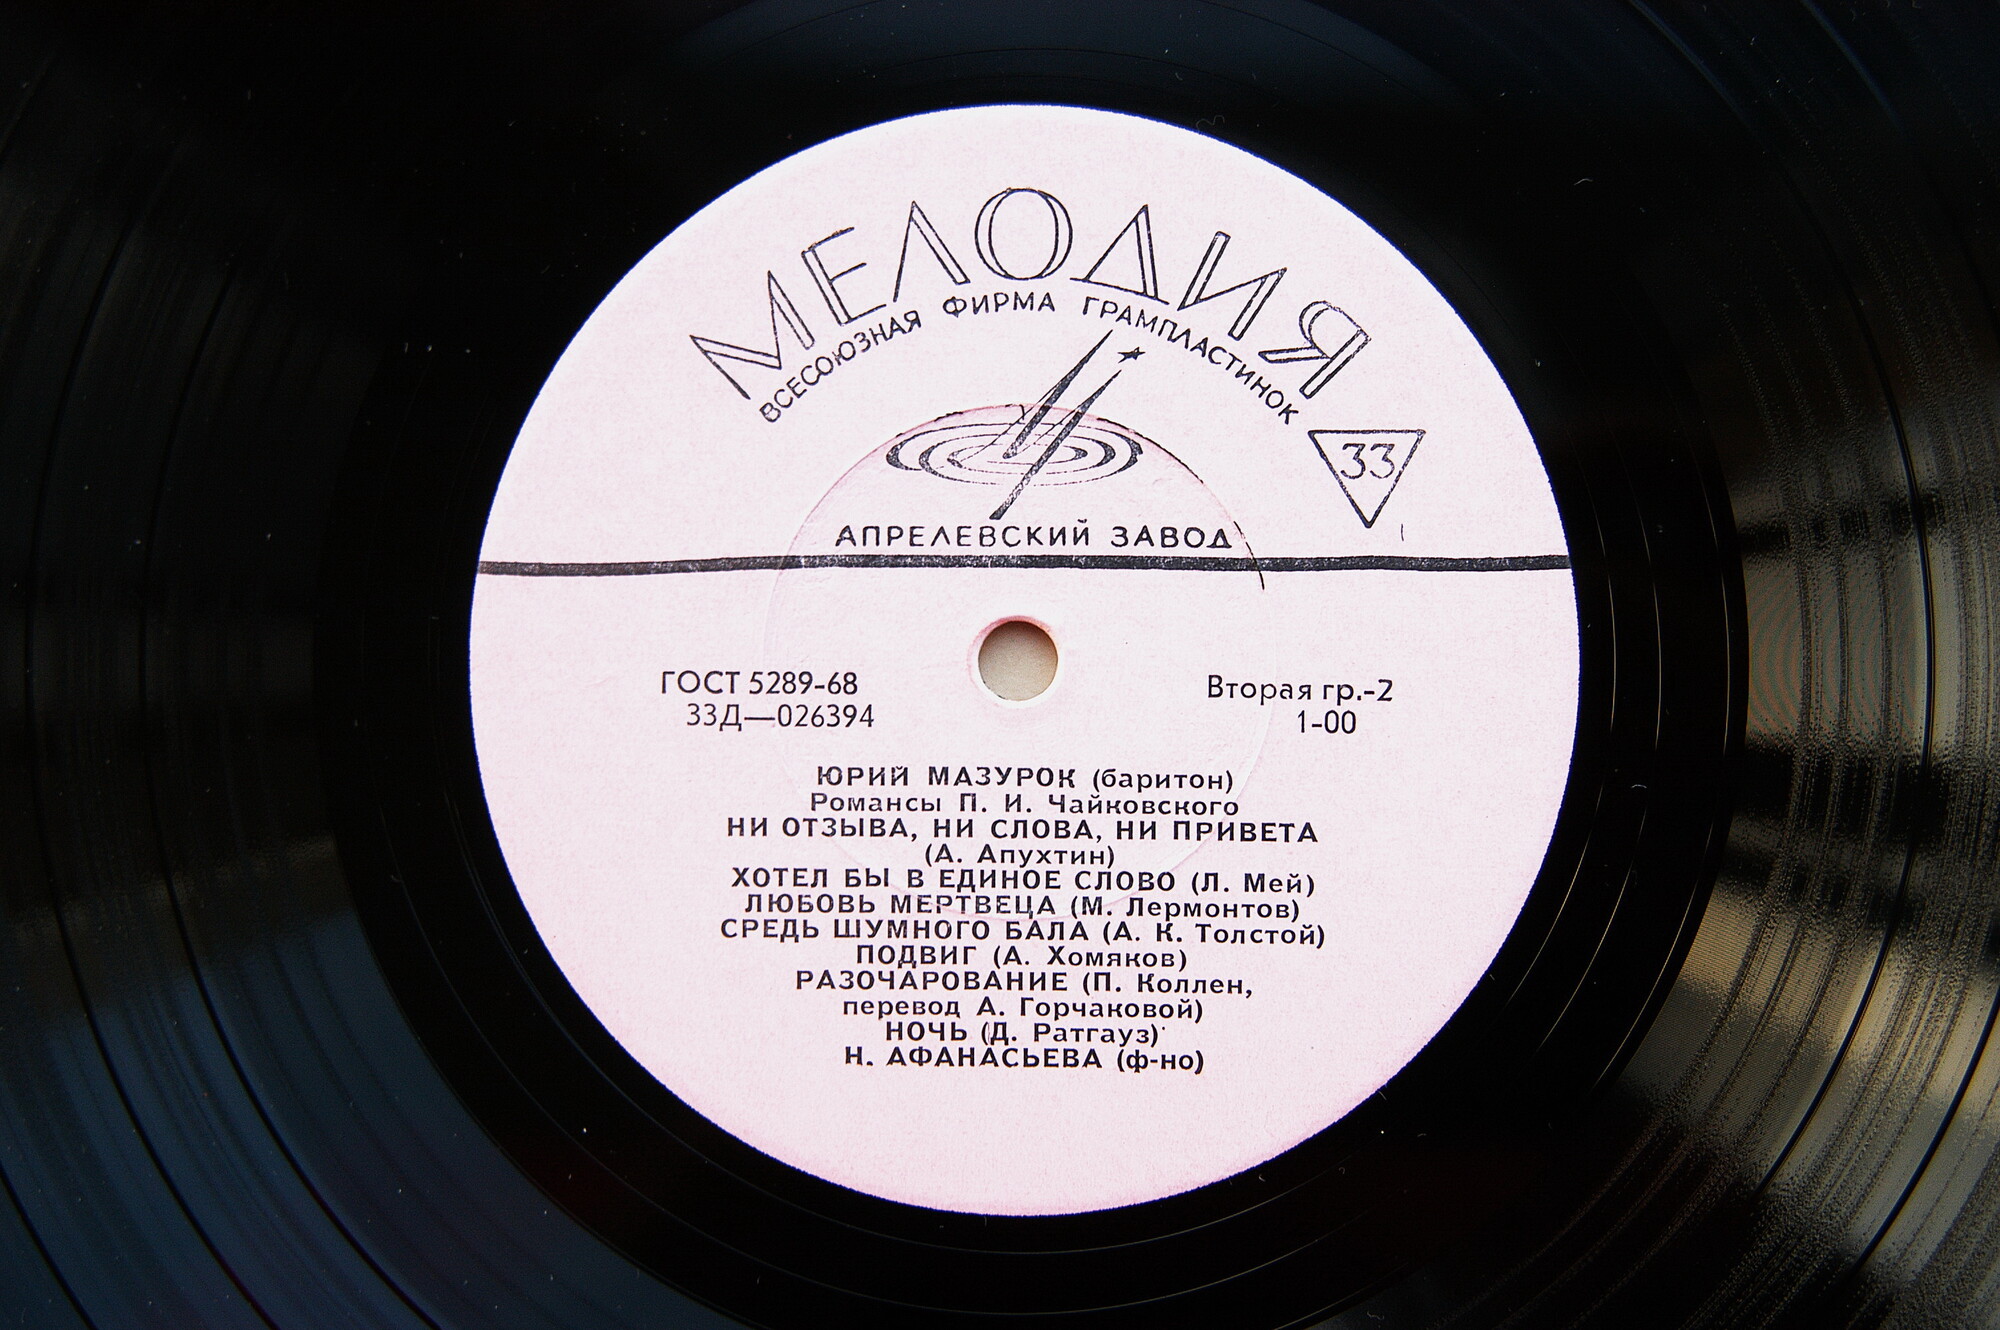 МЕЛОДИЯ
ВСЕСОЮЗНАЯ ФИРМА ГРАМПЛАСТИНОК
33
АПРЕЛЕВСКИЙ ЗАВОД
ГОСТ 5289-68
33Д—026394
Вторая гр.-2
1-00
ЮРИЙ МАЗУРОК (баритон)
Романсы П. И. Чайковского
НИ ОТЗЫВА, НИ СЛОВА, НИ ПРИВЕТА
(А. Апухтин)
ХОТЕЛ БЫ В ЕДИНОЕ СЛОВО (Л. Мей)
ЛЮБОВЬ МЕРТВЕЦА (М. Лермонтов)
СРЕДЬ ШУМНОГО БАЛА (А. К. Толстой)
ПОДВИГ (А. Хомяков)
РАЗОЧАРОВАНИЕ (П. Коллен,
перевод А. Горчаковой)
НОЧЬ (Д. Ратгауз)
Н. АФАНАСЬЕВА (ф-но)